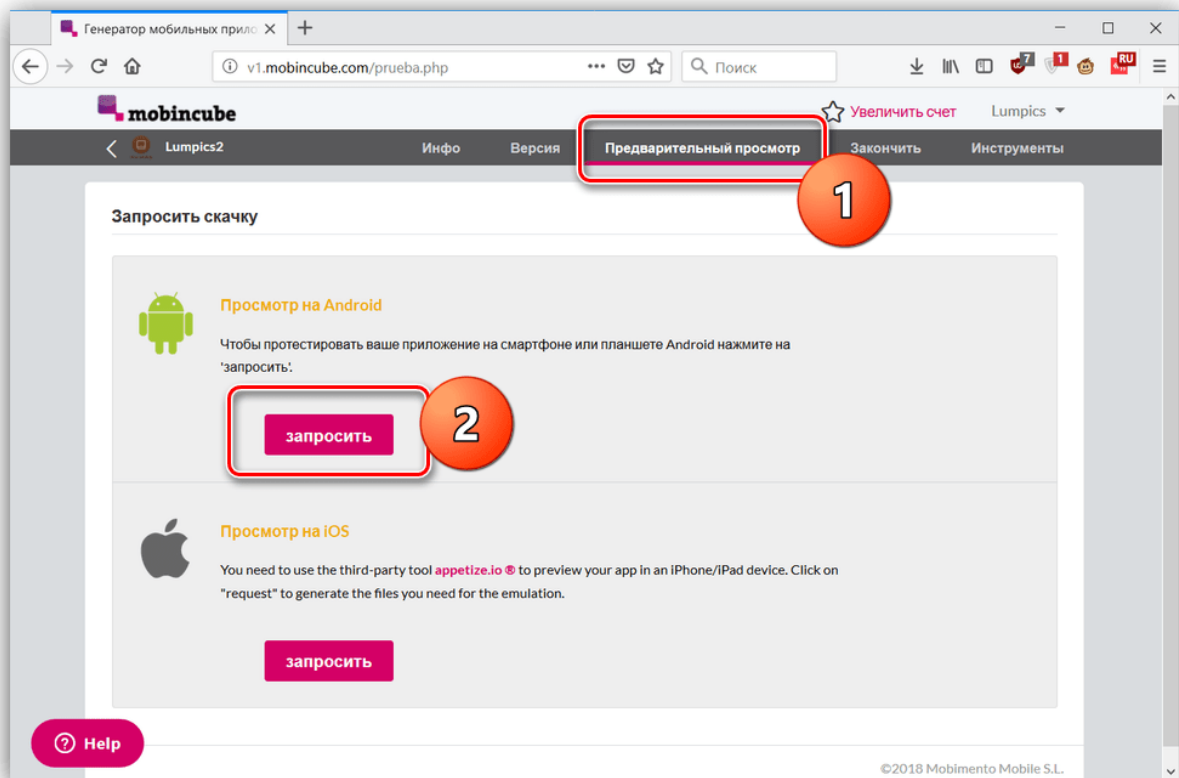 Генератор мобильных прило
v1.mobincube.com/prueba.php
Поиск
7
1
RU
mobincube
Увеличить счет
Lumpics
Lumpics2
Инфо
Версия
Предварительный просмотр
Закончить
Инструменты
1
Запросить скачку
Просмотр на Android
Чтобы протестировать ваше приложение на смартфоне или планшете Android нажмите на
'запросить'.
запросить
2
Просмотр на iOS
You need to use the third-party tool appetize.io ® to preview your app in an iPhone/iPad device. Click on
"request" to generate the files you need for the emulation.
запросить
Help
©2018 Mobimento Mobile S.L.